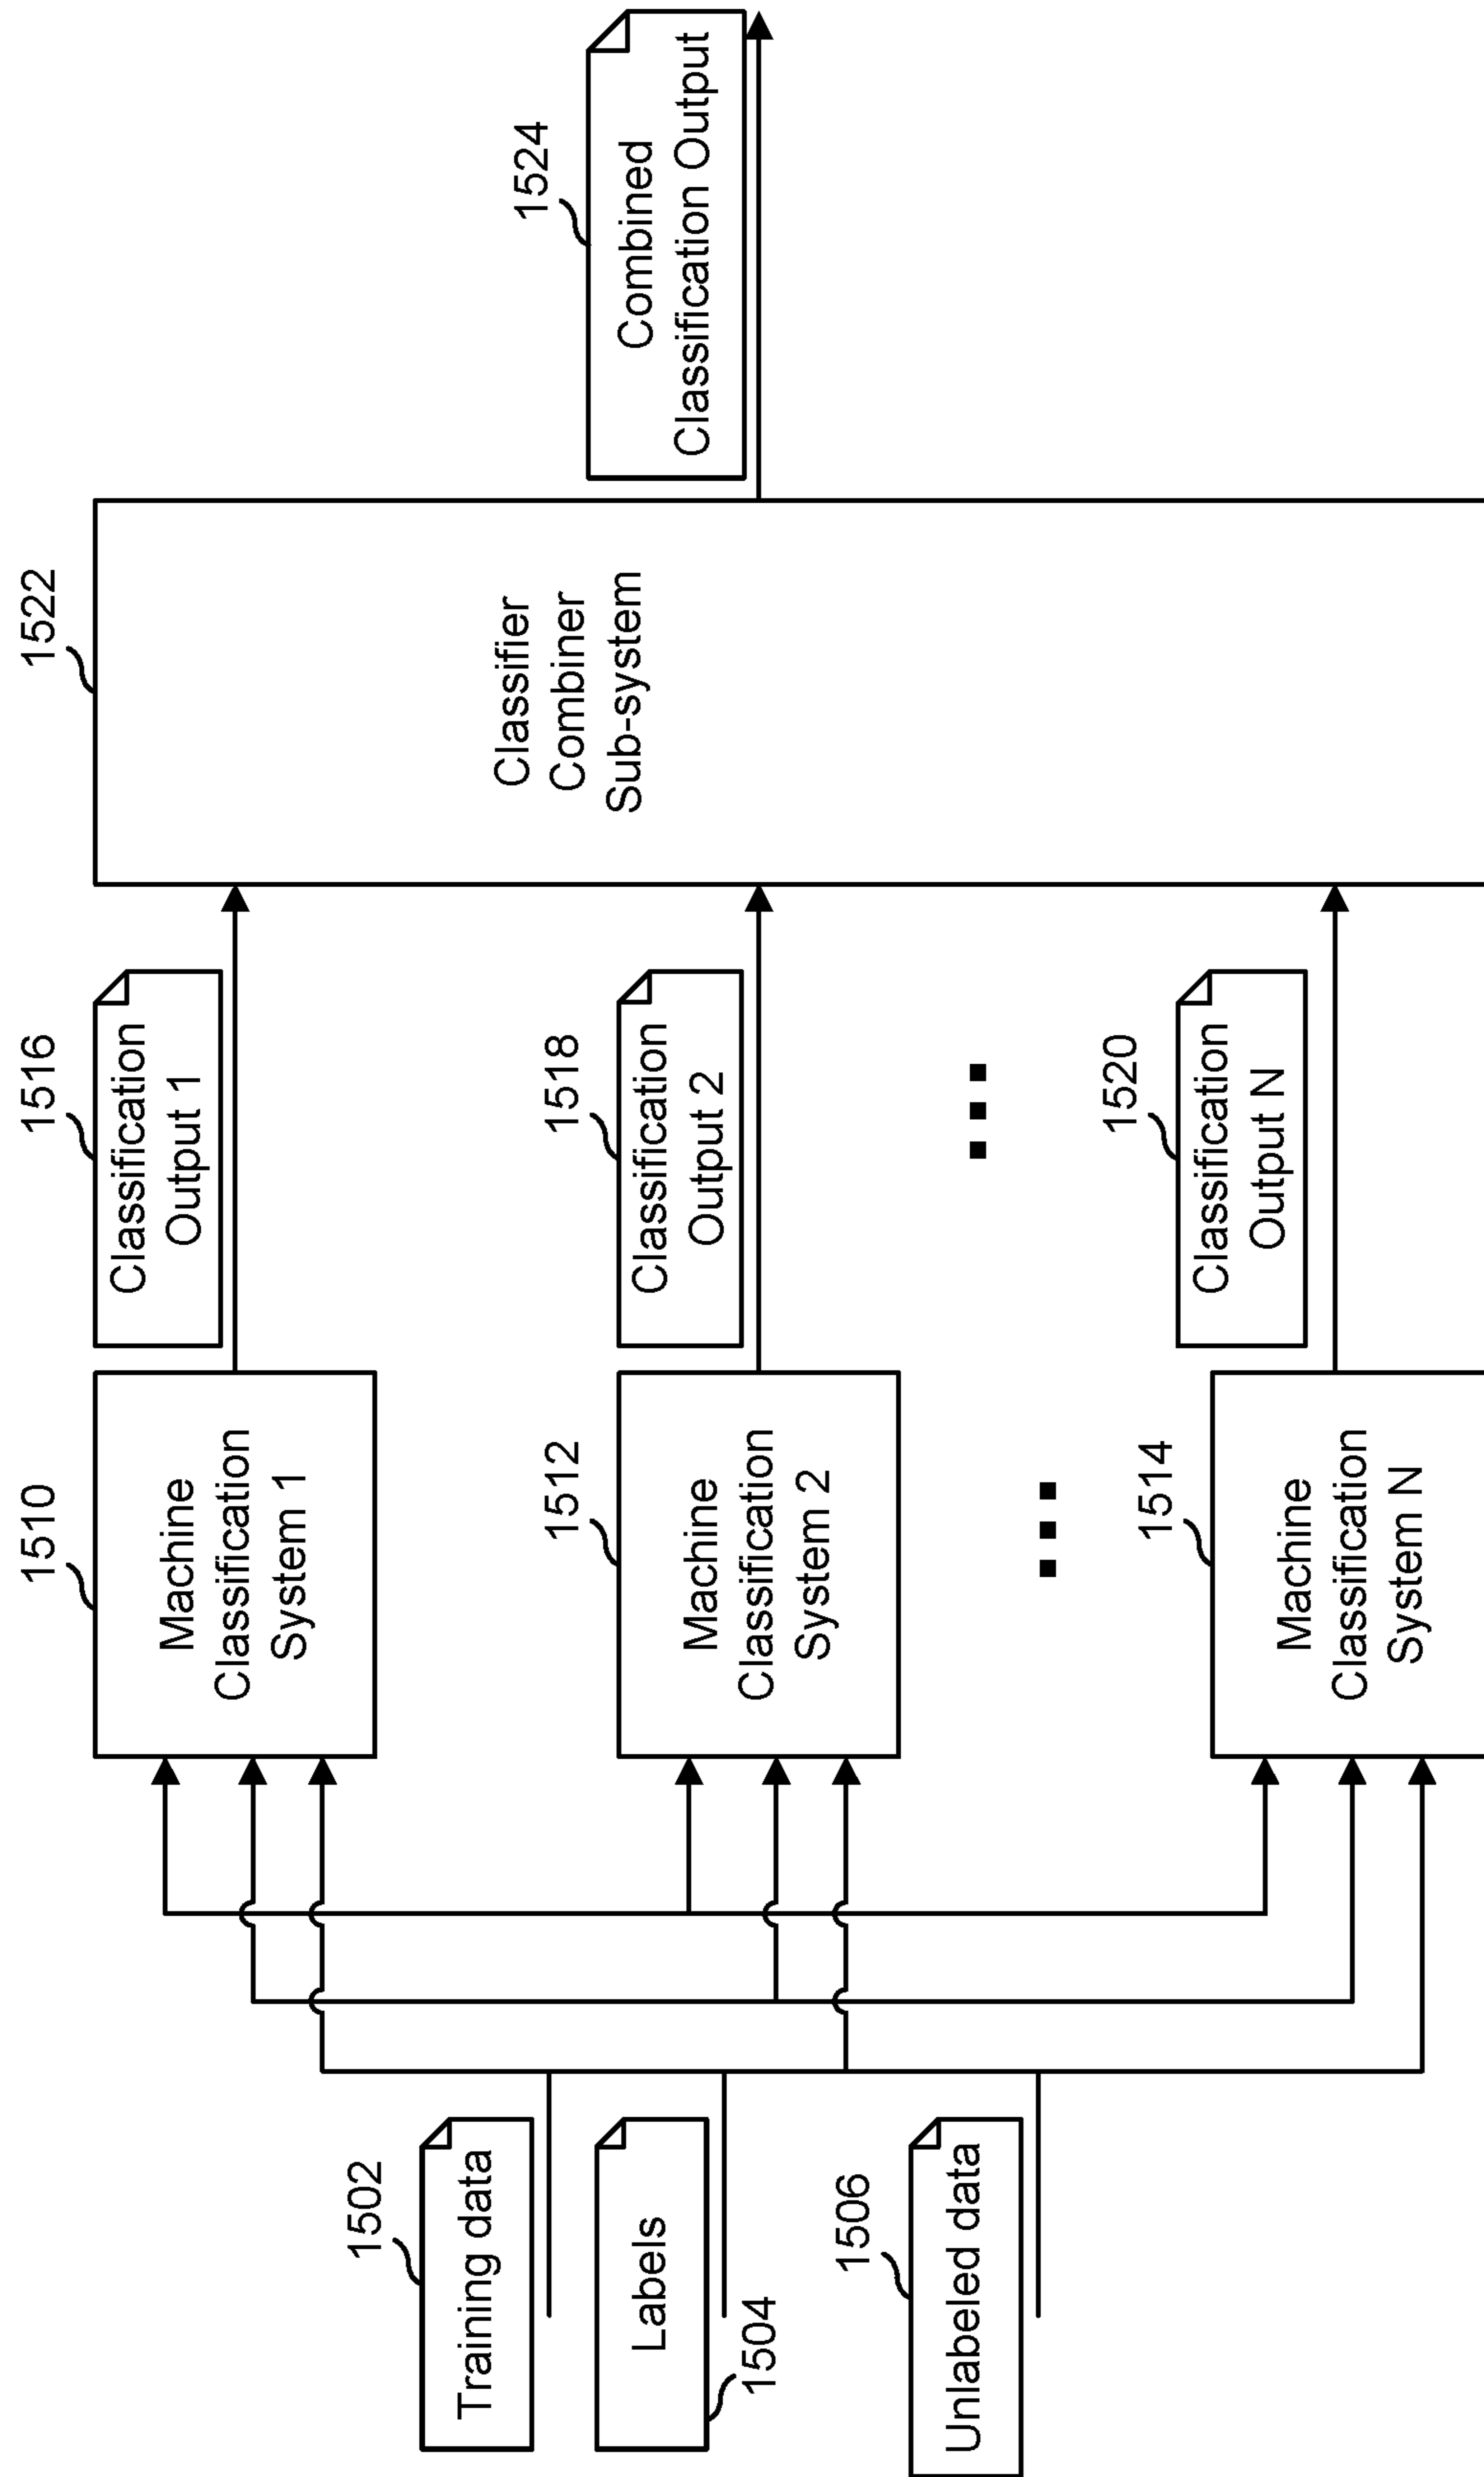 1502
Training data
Labels
1504
1506
Unlabeled data
1510
Machine
Classification
System 1
1512
Machine
Classification
System 2
1514
Machine
Classification
System N
1516
Classification
Output 1
1518
Classification
Output 2
1520
Classification
Output N
1522
Classifier
Combiner
Sub-system
1524
Combined
Classification Output